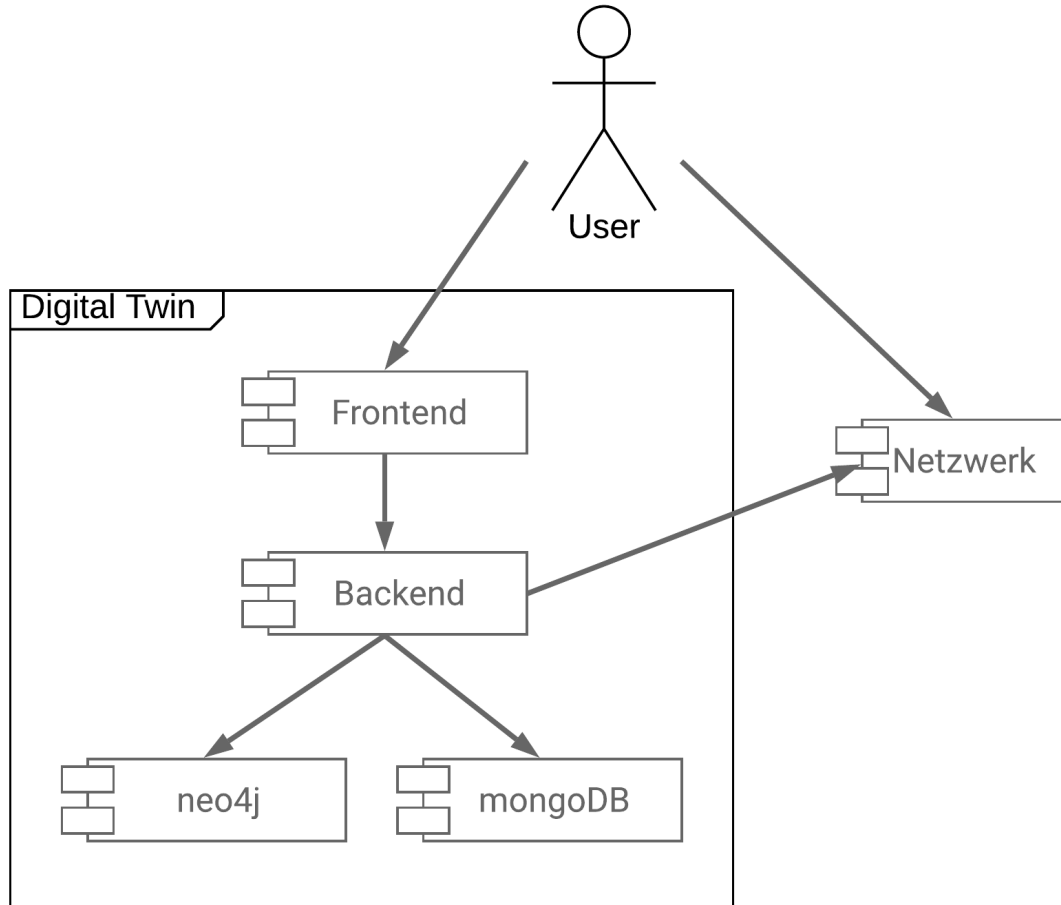 User
Digital Twin
Frontend
Netzwerk
Backend
neo4j
mongoDB